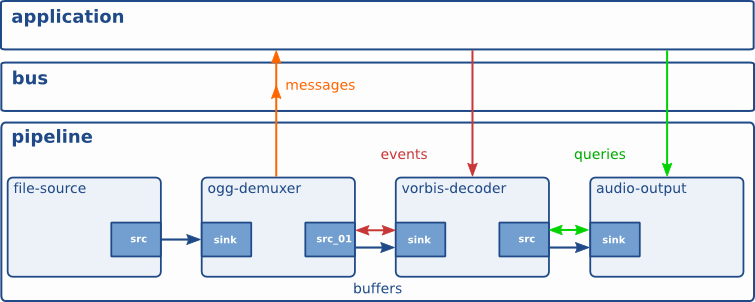 application
bus
messages
pipeline
events
queries
file-source
ogg-demuxer
vorbis-decoder
audio-output
src
sink
src_01
sink
src
sink
buffers